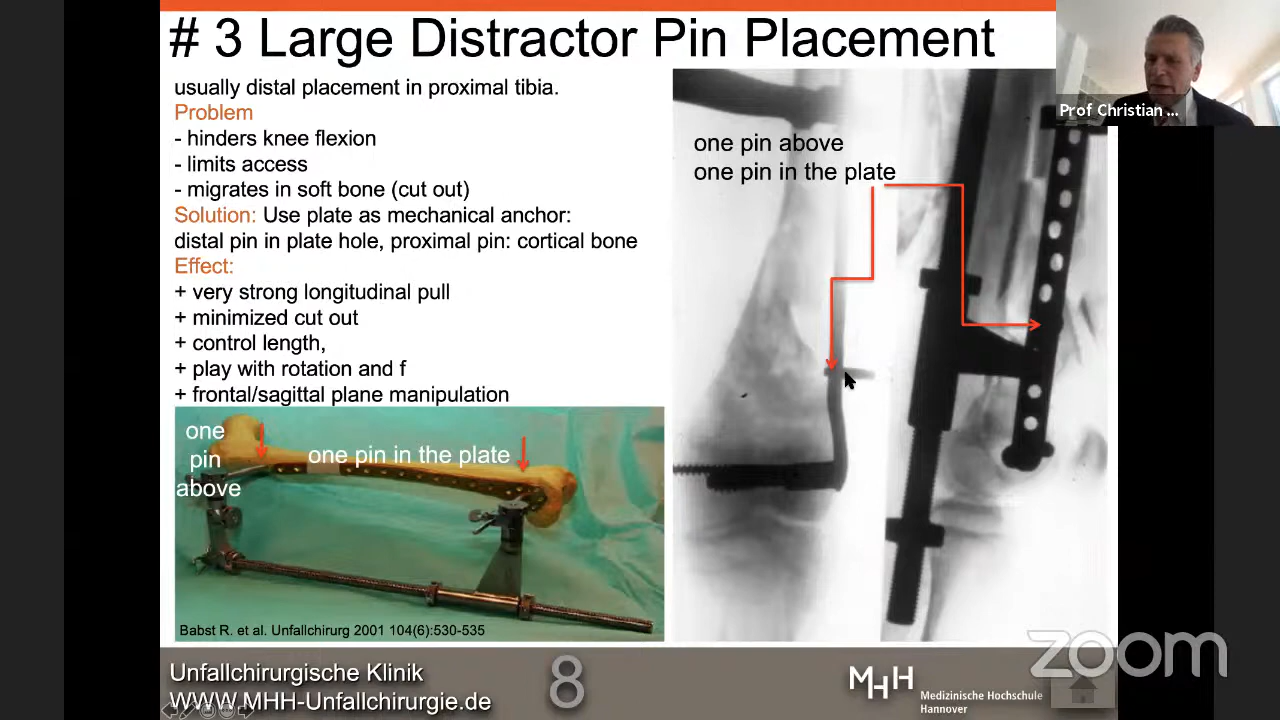 # 3 Large Distractor Pin Placement
usually distal placement in proximal tibia.
Problem
- hinders knee flexion
- limits access
- migrates in soft bone (cut out)
Solution: Use plate as mechanical anchor:
distal pin in plate hole, proximal pin: cortical bone
Effect:
+ very strong longitudinal pull
+ minimized cut out
+ control length,
+ play with rotation and f
+ frontal/sagittal plane manipulation
one pin above
one pin in the plate
Prof Christian ...
one
pin
above
one pin in the plate
Babst R. et al. Unfallchirurg 2001 104(6):530-535
Unfallchirurgische Klinik
WWW.MHH-Unfallchirurgie.de
8
MHH
Medizinische Hochschule
Hannover
zoom